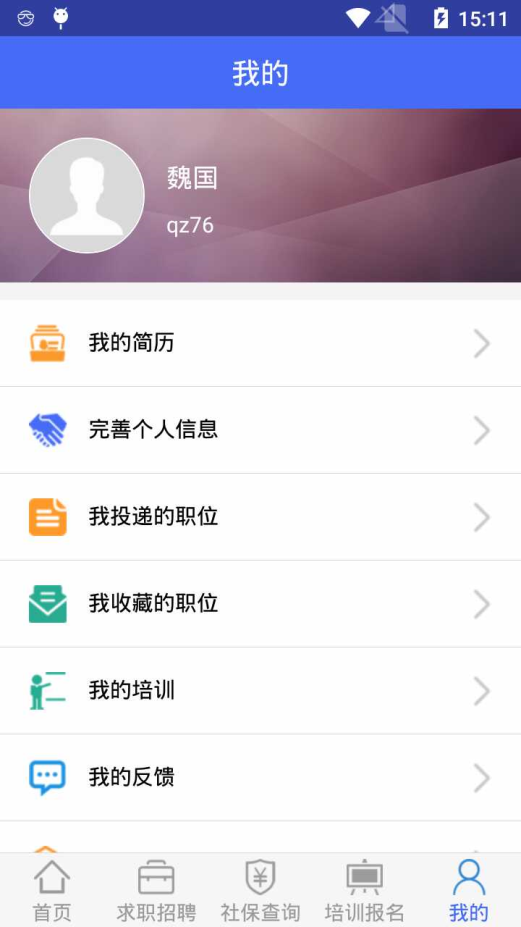 15:11
我的
魏国
qz76
我的简历
完善个人信息
我投递的职位
我收藏的职位
我的培训
我的反馈
首页 求职招聘 社保查询 培训报名 我的